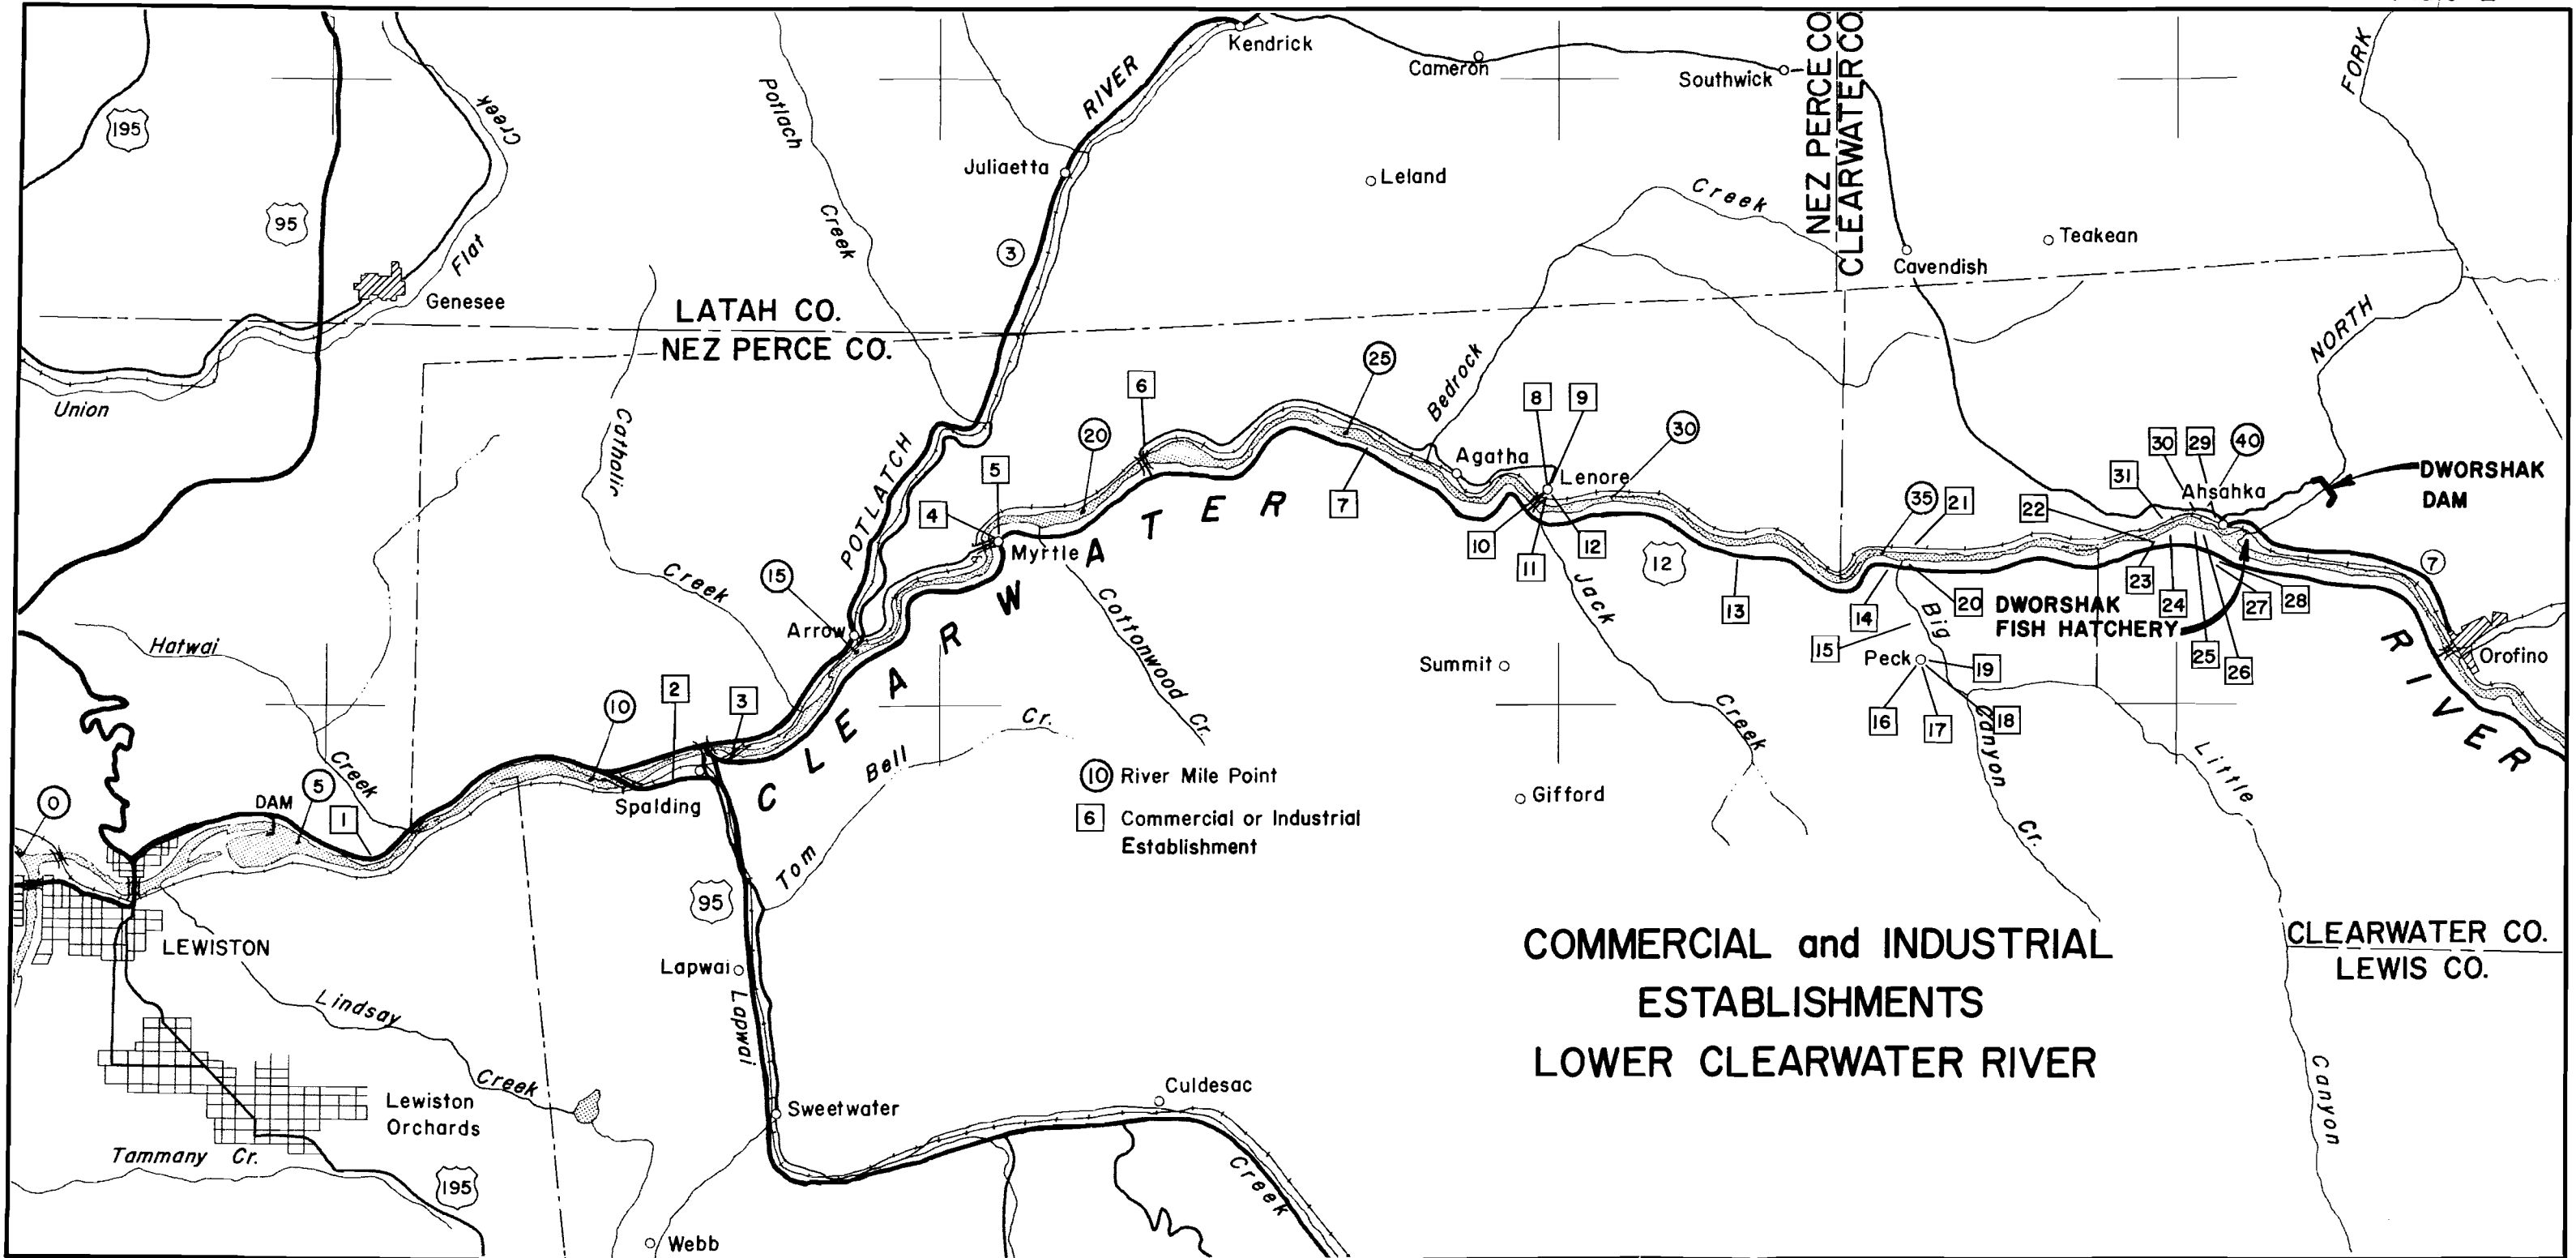 Kendrick
Cameron
Southwick
NEZ PERCE CO.
CLEARWATER CO.
FORK
195
Creek
Potlach
RIVER
Juliaetta
Leland
Creek
95
Creek
3
Teakean
Flat
Cavendish
Genesee
LATAH CO.
NEZ PERCE CO.
NORTH
Union
6
25
Bedrock
8
9
Catholic
20
30
30
29
40
POTLATCH
5
Agatha
DWORSHAK
DAM
Lenore
31
Ahsahka
4
7
35
21
22
Myrtle
10
11
12
12
7
15
Creek
Cottonwood Cr.
Jack
13
14
20
DWORSHAK
FISH HATCHERY
23
24
27
28
Arrow
Big
15
Hatwai
Summit
Peck
19
25
26
Orofino
2
3
10
Cr.
Creek
16
17
18
Canyon
Cr.
Little
CLEARWATER
RIVER
Creek
Bell
Tom
Spalding
10 River Mile Point
6 Commercial or Industrial
Establishment
Gifford
0
DAM
5
1
95
LEWISTON
Lapwai
Lapwai
COMMERCIAL and INDUSTRIAL
ESTABLISHMENTS
LOWER CLEARWATER RIVER
CLEARWATER CO.
LEWIS CO.
Lindsay
Creek
Lewiston
Orchards
Sweetwater
Culdesac
Canyon
Tammany Cr.
195
Creek
Webb